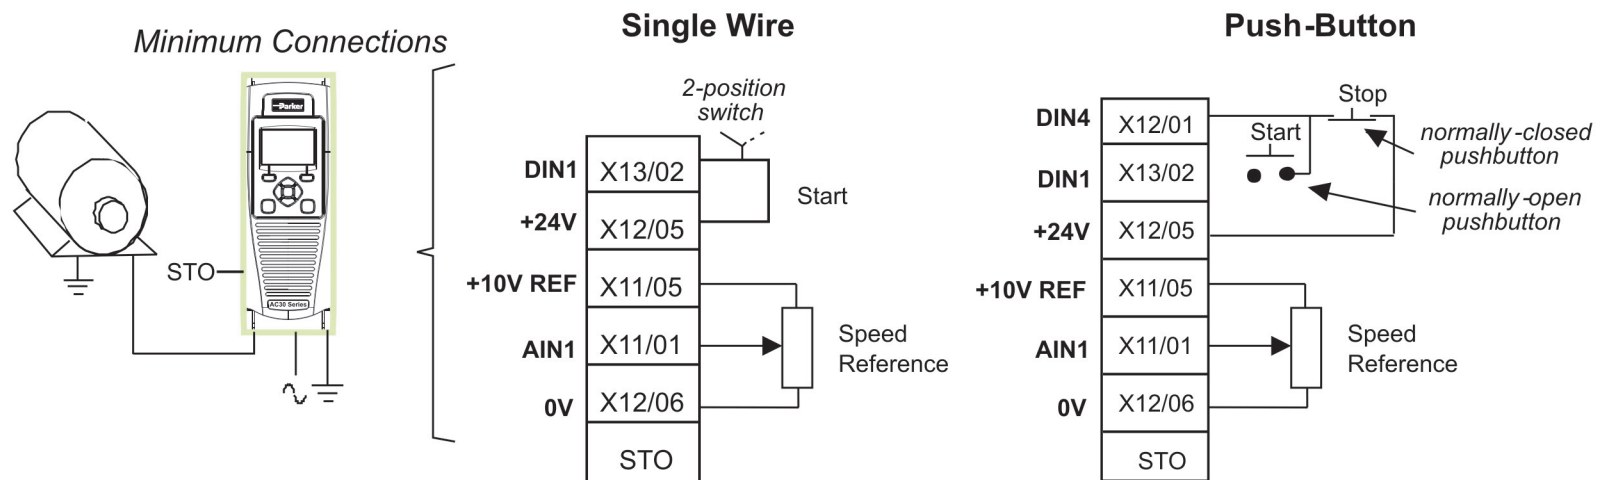 Minimum Connections
Parker
STO
AC30 Series
Single Wire
2-position
switch
DIN1 X13/02
Start
+24V X12/05
+10V REF X11/05
AIN1 X11/01
Speed
Reference
0V X12/06
STO
Push-Button
Stop
DIN4 X12/01
Start
normally-closed
pushbutton
DIN1 X13/02
normally-open
pushbutton
+24V X12/05
+10V REF X11/05
AIN1 X11/01
Speed
Reference
0V X12/06
STO